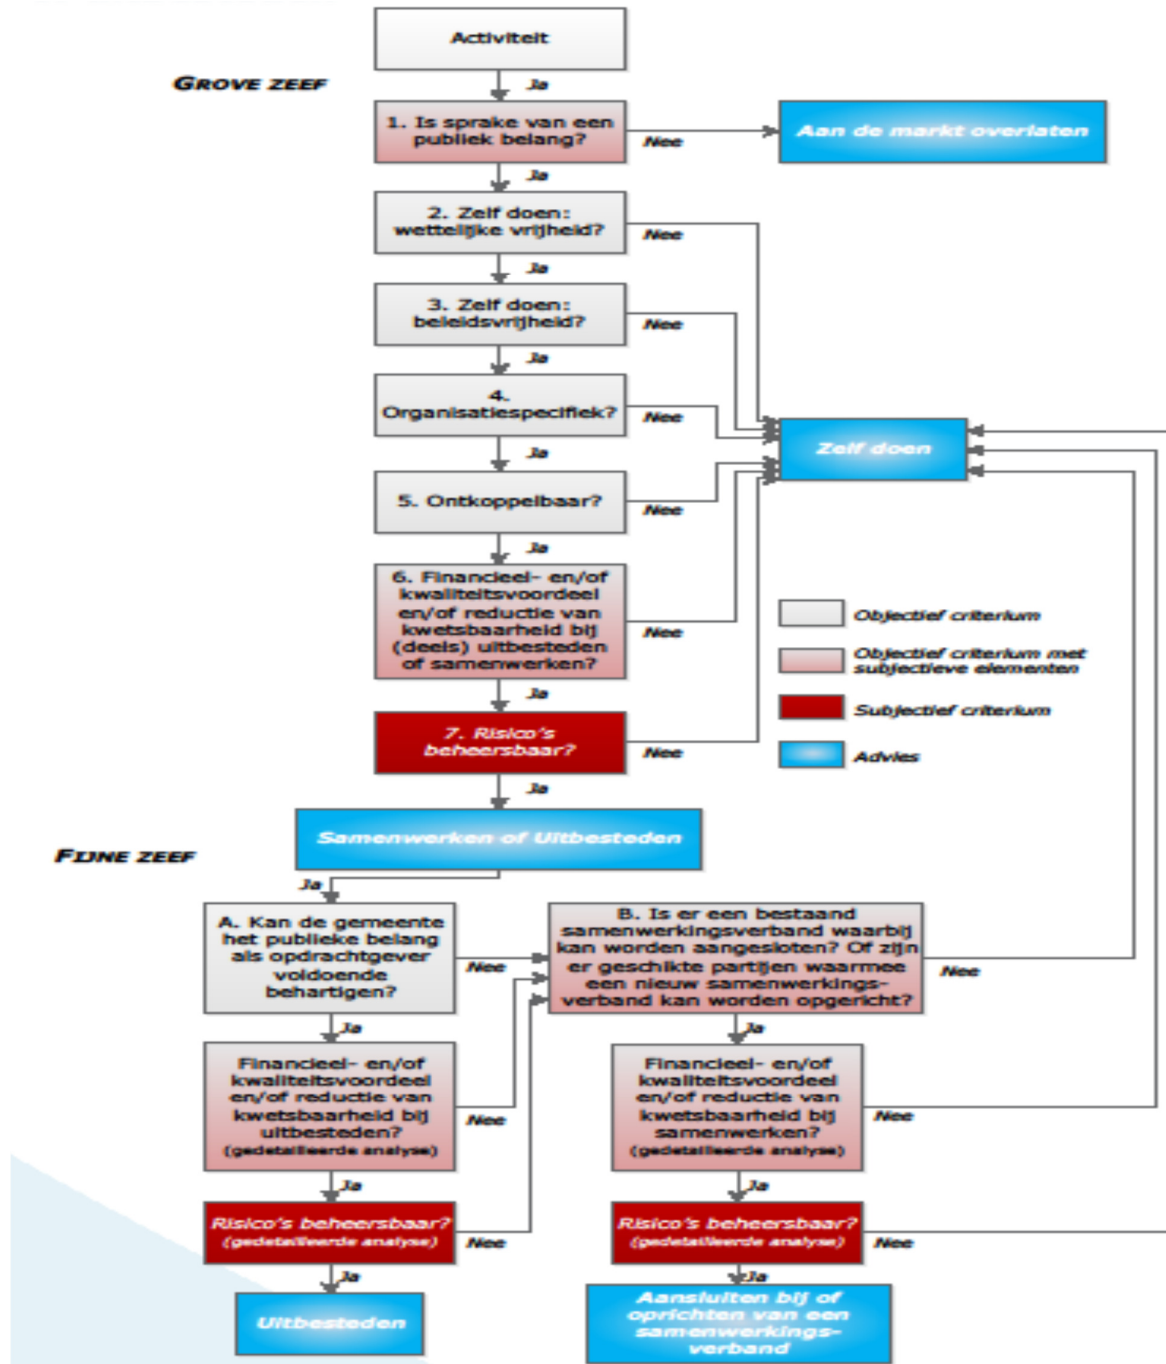 Activiteit
GROVE ZEEF
Ja
1. Is sprake van een
publiek belang?
Nee
Aan de markt overlaten
Ja
2. Zelf doen:
wettelijke vrijheid?
Nee
Ja
3. Zelf doen:
beleidsvrijheid?
Nee
Ja
4.
Organisatiespecifiek?
Nee
Zelf doen
Ja
5. Ontkoppelbaar?
Nee
Ja
6. Financieel- en/of
kwaliteitsvoordeel
en/of reductie van
kwetsbaarheid bij
(deels) uitbesteden
of samenwerken?
Nee
Objectief criterium
Objectief criterium met
subjectieve elementen
Subjectief criterium
Advies
Ja
7. Risico's
beheersbaar?
Nee
Ja
Samenwerken of Uitbesteden
FIJNE ZEEF
Ja
A. Kan de gemeente
het publieke belang
als opdrachtgever
voldoende
behartigen?
Nee
B. Is er een bestaand
samenwerkingsverband waarbij
kan worden aangesloten? Of zijn
er geschikte partijen waarmee
een nieuw samenwerkings-
verband kan worden opgericht?
Nee
Ja
Ja
Financieel- en/of
kwaliteitsvoordeel
en/of reductie van
kwetsbaarheid bij
uitbesteden?
(gedetailleerde analyse)
Nee
Financieel- en/of
kwaliteitsvoordeel
en/of reductie van
kwetsbaarheid bij
samenwerken?
(gedetailleerde analyse)
Nee
Ja
Ja
Risico's beheersbaar?
(gedetailleerde analyse)
Nee
Risico's beheersbaar?
(gedetailleerde analyse)
Nee
Ja
Ja
Uitbesteden
Aansluiten bij of
oprichten van een
samenwerkings-
verband